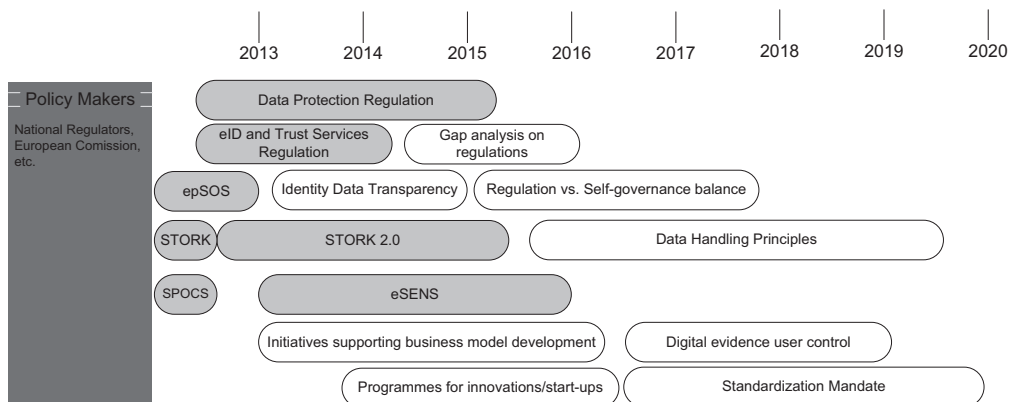 2013 2014 2015 2016 2017 2018 2019 2020
Policy Makers
National Regulators,
European Comission,
etc.
Data Protection Regulation
eID and Trust Services
Regulation
Gap analysis on
regulations
epSOS Identity Data Transparency Regulation vs. Self-governance balance
STORK STORK 2.0 Data Handling Principles
SPOCS eSENS
Initiatives supporting business model development Digital evidence user control
Programmes for innovations/start-ups Standardization Mandate